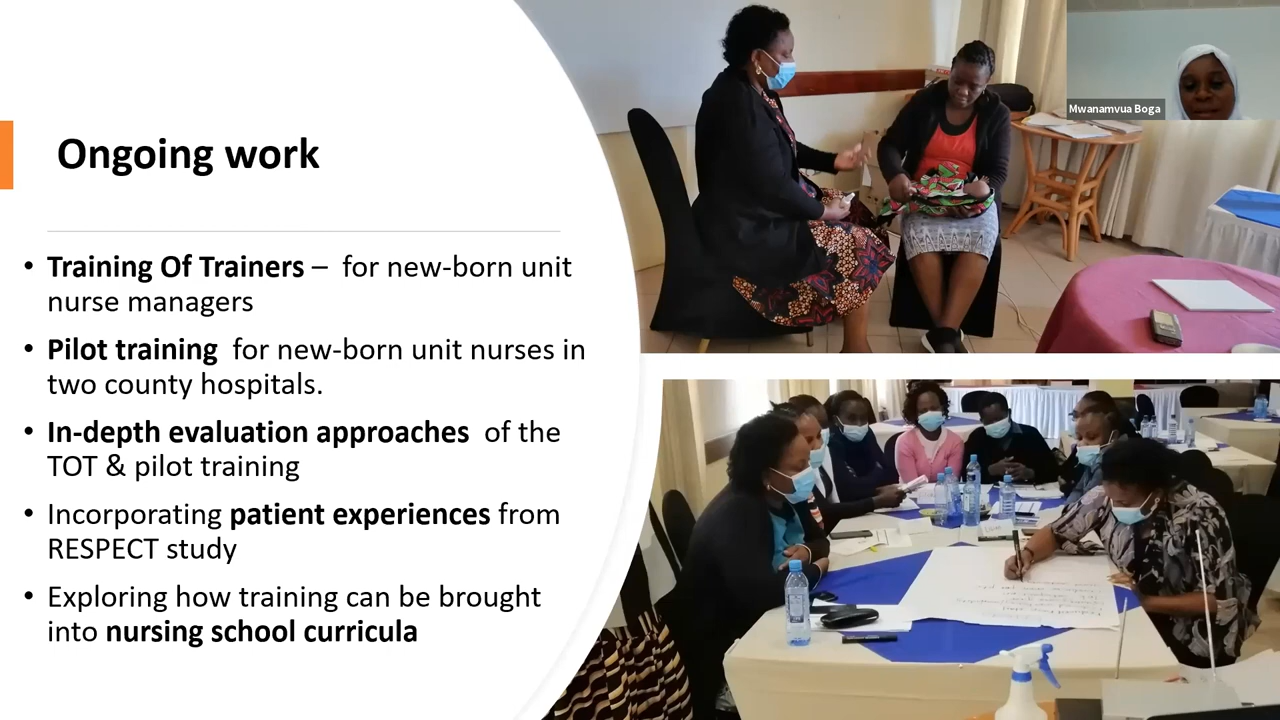 Ongoing work
• Training Of Trainers – for new-born unit
nurse managers
• Pilot training for new-born unit nurses in
two county hospitals.
• In-depth evaluation approaches of the
TOT & pilot training
• Incorporating patient experiences from
RESPECT study
• Exploring how training can be brought
into nursing school curricula
Mwanamvua Boga